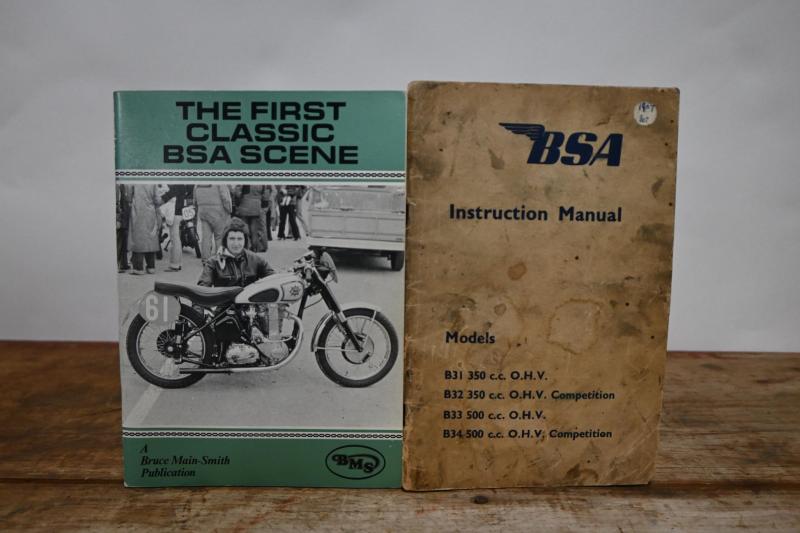 THE FIRST
CLASSIC
BSA SCENE
61
A
Bruce Main-Smith
Publication
BMS
BSA
Instruction Manual
Models
B31 350 c.c. O.H.V.
B32 350 c.c. O.H.V. Competition
B33 500 c.c. O.H.V.
B34 500 c.c. O.H.V. Competition